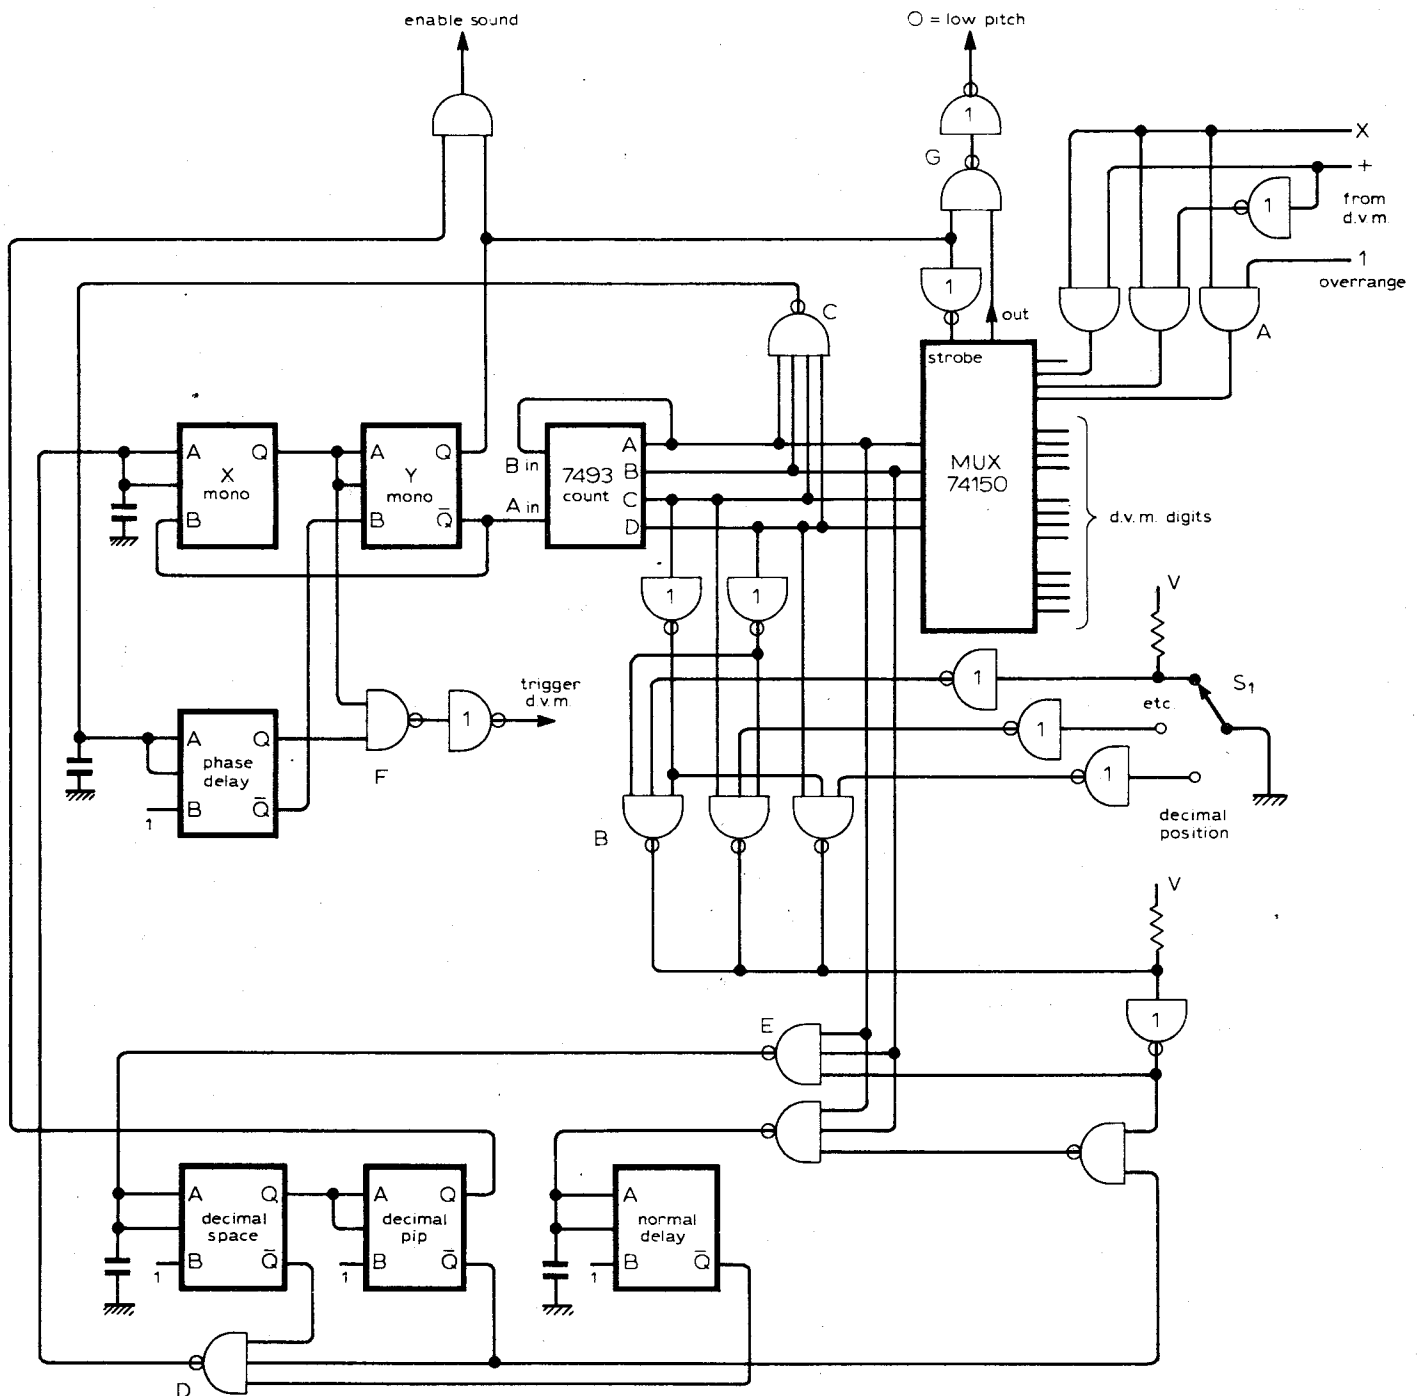 enable sound
O = low pitch
1
G
X
+
1
from
d.v.m.
1
1
overrange
out
C
A
strobe
A Q
X
mono
B
A Q
Y
mono
B Q̅
B in
A in
7493
count
A
B
C
D
MUX
74150
d.v.m. digits
1
1
V
1
S1
etc.
1
1
decimal
position
trigger
d.v.m.
1
F
A Q
phase
delay
B Q̅
1
B
V
1
E
A Q
decimal
space
B Q̅
1
A Q
decimal
pip
B Q̅
1
A
normal
delay
B Q̅
1
D